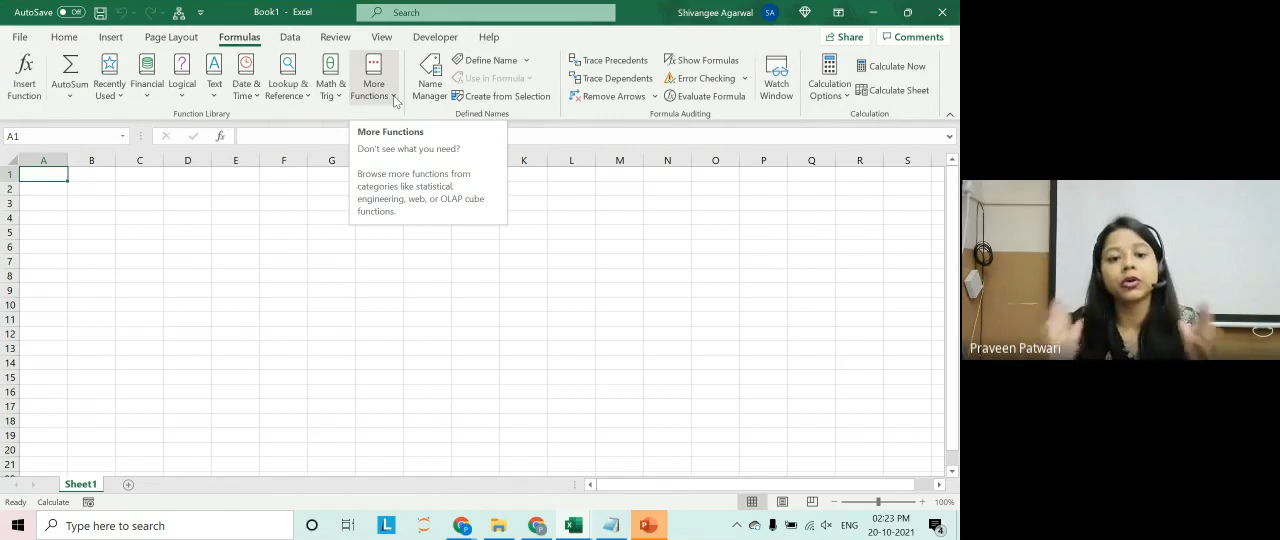 AutoSave Off Book1 - Excel Search Shivangee Agarwal SA
File Home Insert Page Layout Formulas Data Review View Developer Help Share Comments
Insert Function
AutoSum
Recently Used
Financial
Logical
Text
Date & Time
Lookup & Reference
Math & Trig
More Functions
Function Library
Name Manager
Define Name
Use in Formula
Create from Selection
Defined Names
Trace Precedents
Trace Dependents
Remove Arrows
Show Formulas
Error Checking
Evaluate Formula
Formula Auditing
Watch Window
Calculation Options
Calculate Now
Calculate Sheet
Calculation
A1 fx
More Functions
Don't see what you need?
Browse more functions from
categories like statistical,
engineering, web, or OLAP cube
functions.
A B C D E F G K L M N O P Q R S
1
2
3
4
5
6
7
8
9
10
11
12
13
14
15
16
17
18
19
20
21
Praveen Patwari
Sheet1
Ready Calculate 100%
Type here to search
ENG
02:23 PM
20-10-2021
4